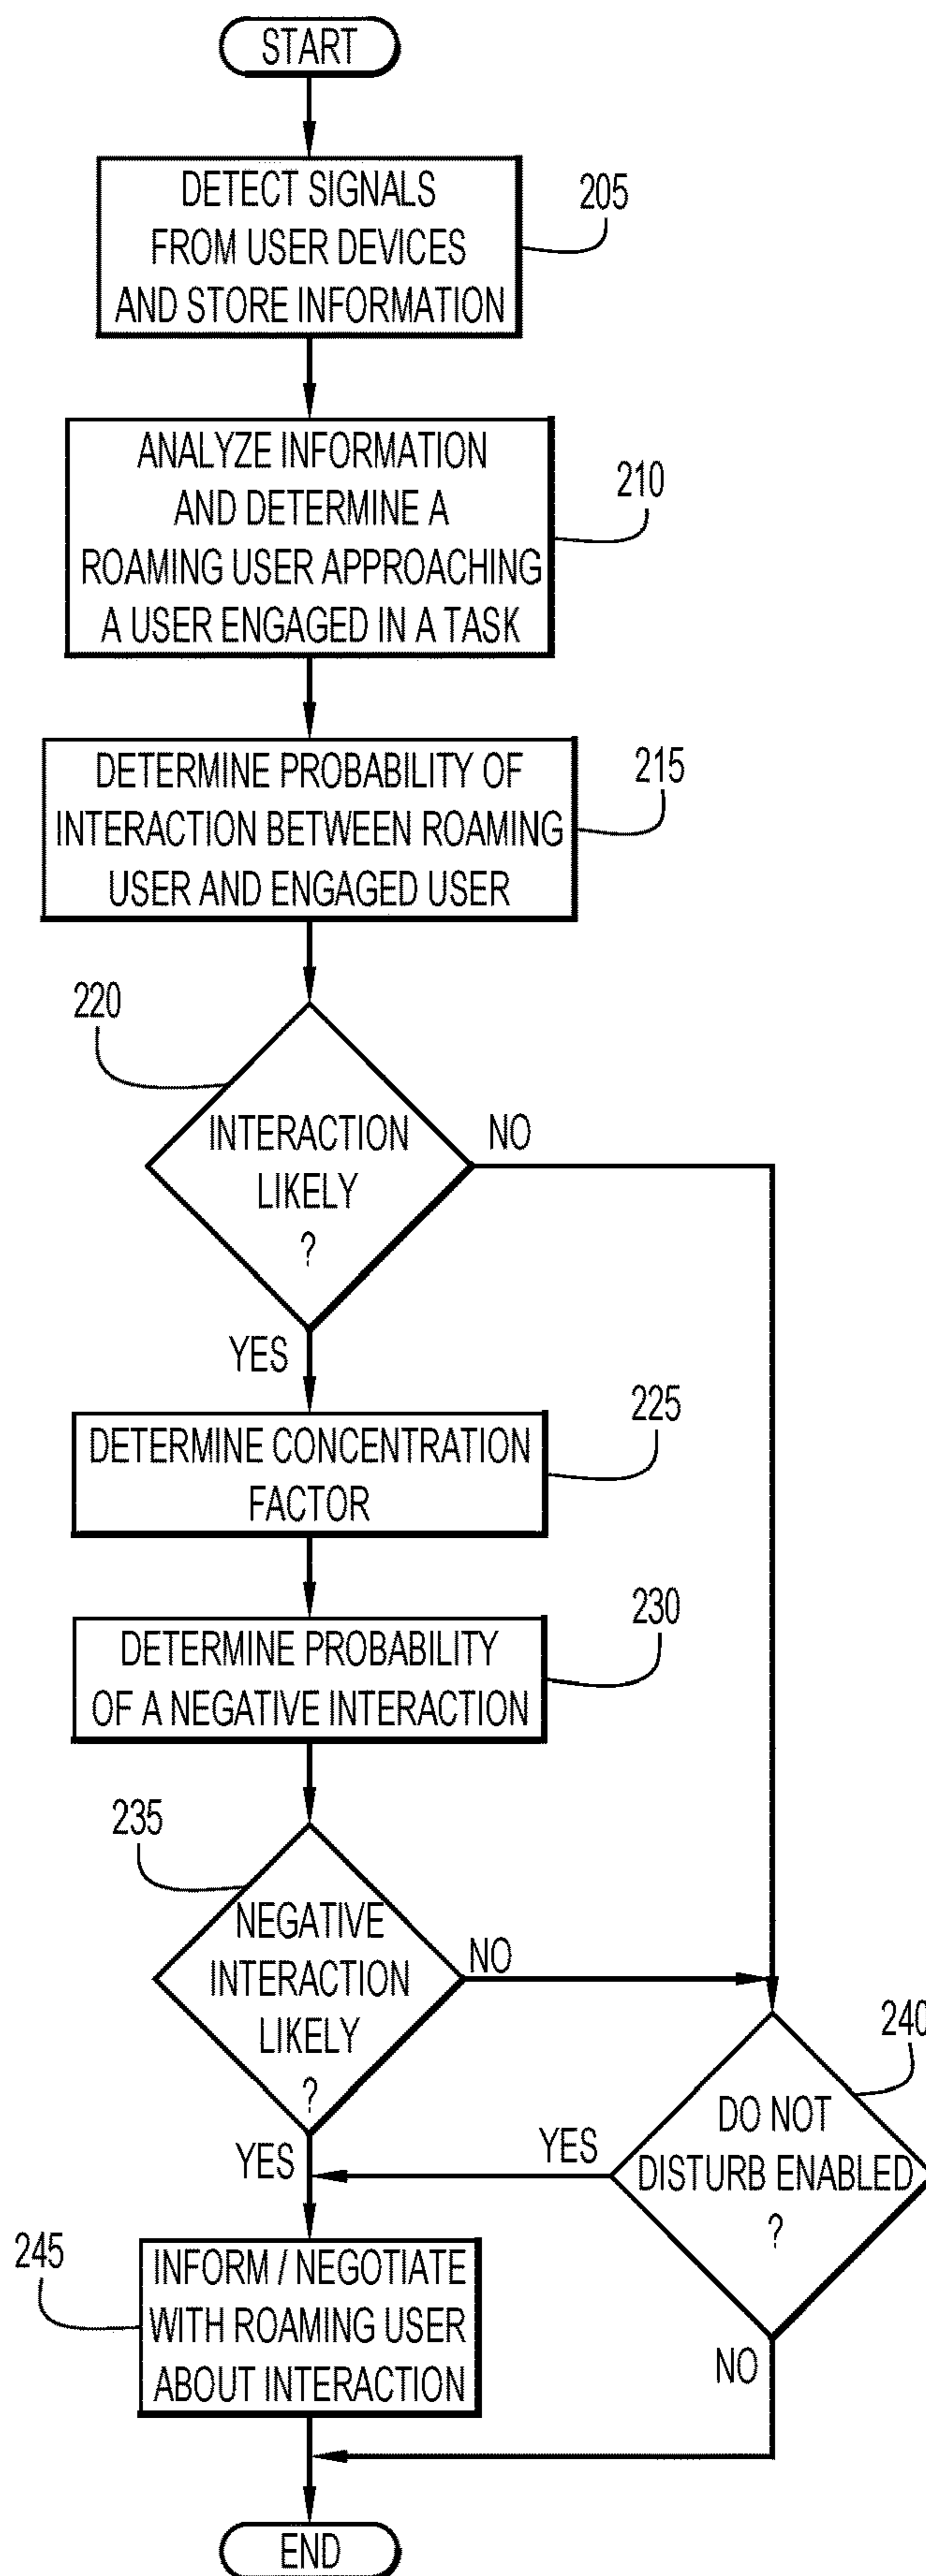 START
DETECT SIGNALS
FROM USER DEVICES
AND STORE INFORMATION
205
ANALYZE INFORMATION
AND DETERMINE A
ROAMING USER APPROACHING
A USER ENGAGED IN A TASK
210
DETERMINE PROBABILITY OF
INTERACTION BETWEEN ROAMING
USER AND ENGAGED USER
215
220
INTERACTION
LIKELY
?
NO
YES
DETERMINE CONCENTRATION
FACTOR
225
DETERMINE PROBABILITY
OF A NEGATIVE INTERACTION
230
235
NEGATIVE
INTERACTION
LIKELY
?
NO
YES
240
DO NOT
DISTURB ENABLED
?
YES
NO
245
INFORM / NEGOTIATE
WITH ROAMING USER
ABOUT INTERACTION
END